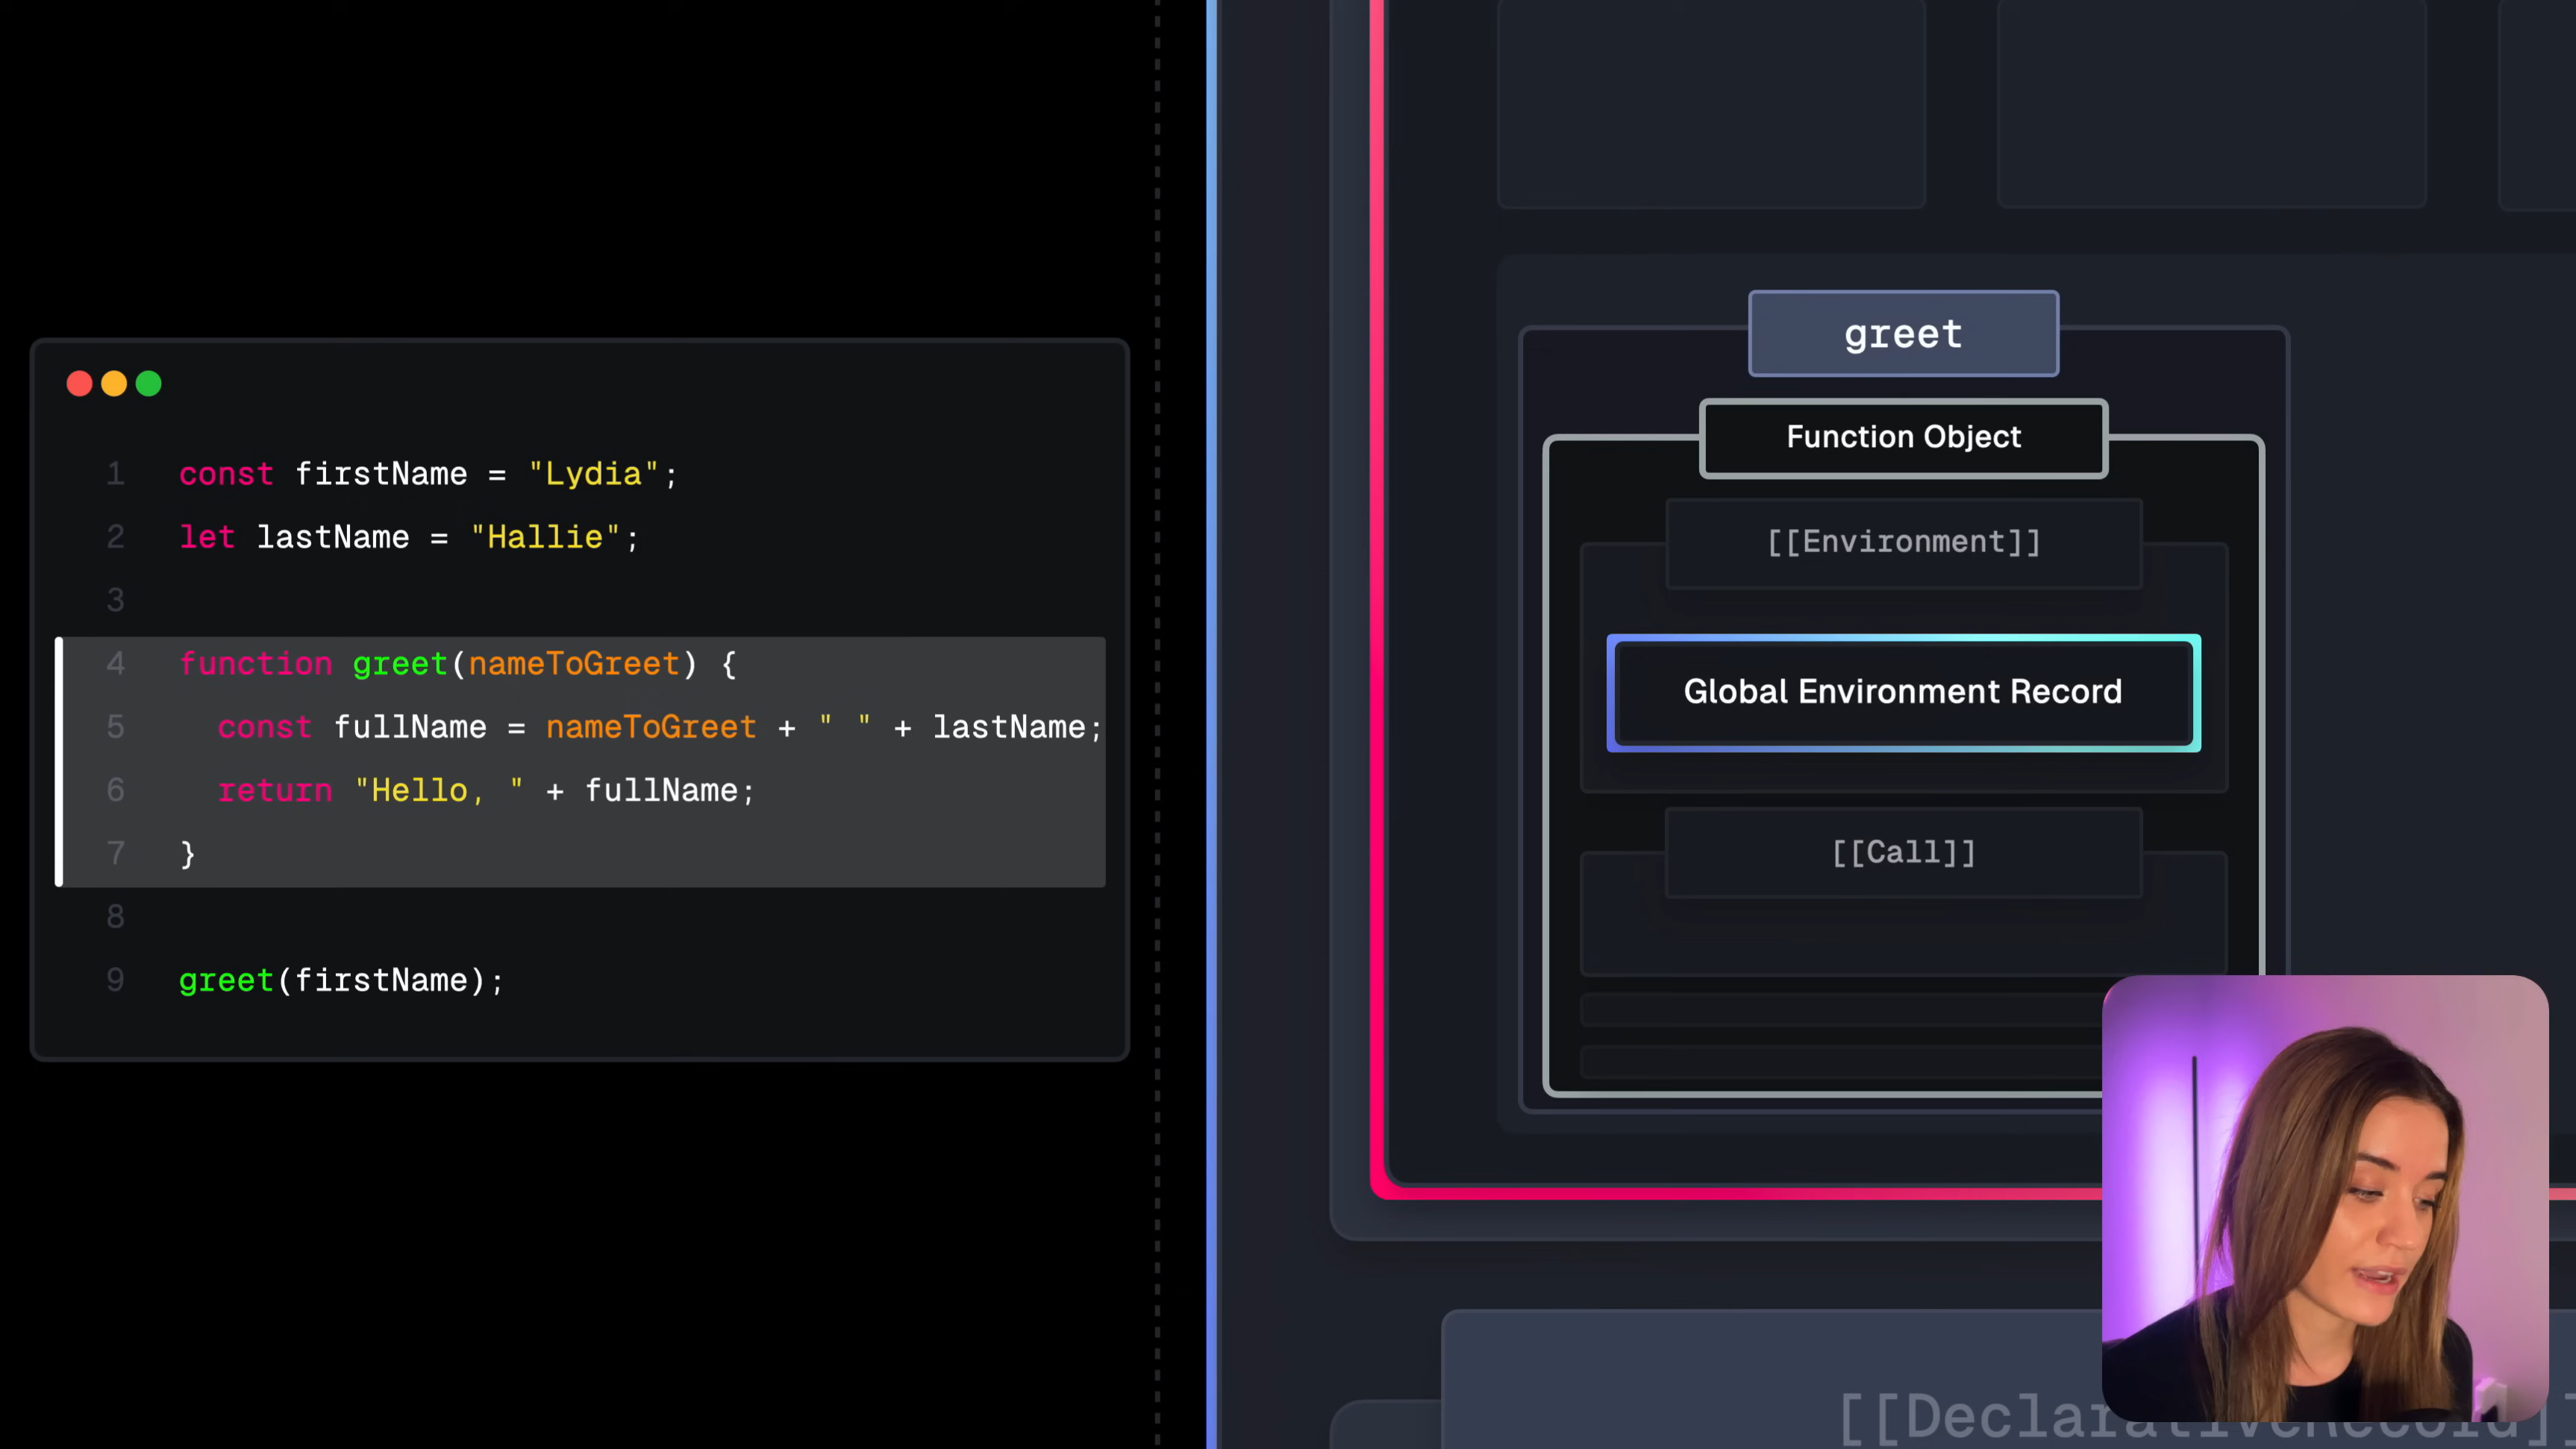 1 const firstName = "Lydia";
2 let lastName = "Hallie";
3
4 function greet(nameToGreet) {
5 const fullName = nameToGreet + " " + lastName;
6 return "Hello, " + fullName;
7 }
8
9 greet(firstName);
greet
Function Object
[[Environment]]
Global Environment Record
[[Call]]
[[DeclarativeRecord]]